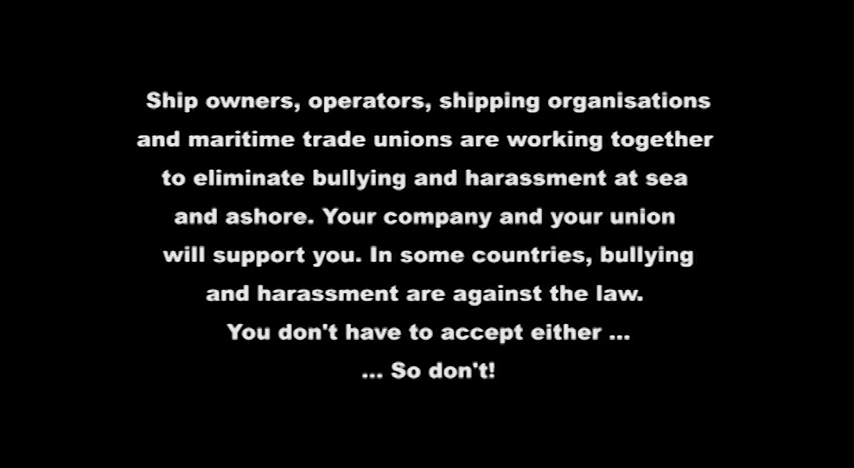 Ship owners, operators, shipping organisations
and maritime trade unions are working together
to eliminate bullying and harassment at sea
and ashore. Your company and your union
will support you. In some countries, bullying
and harassment are against the law.
You don't have to accept either ...
... So don't!